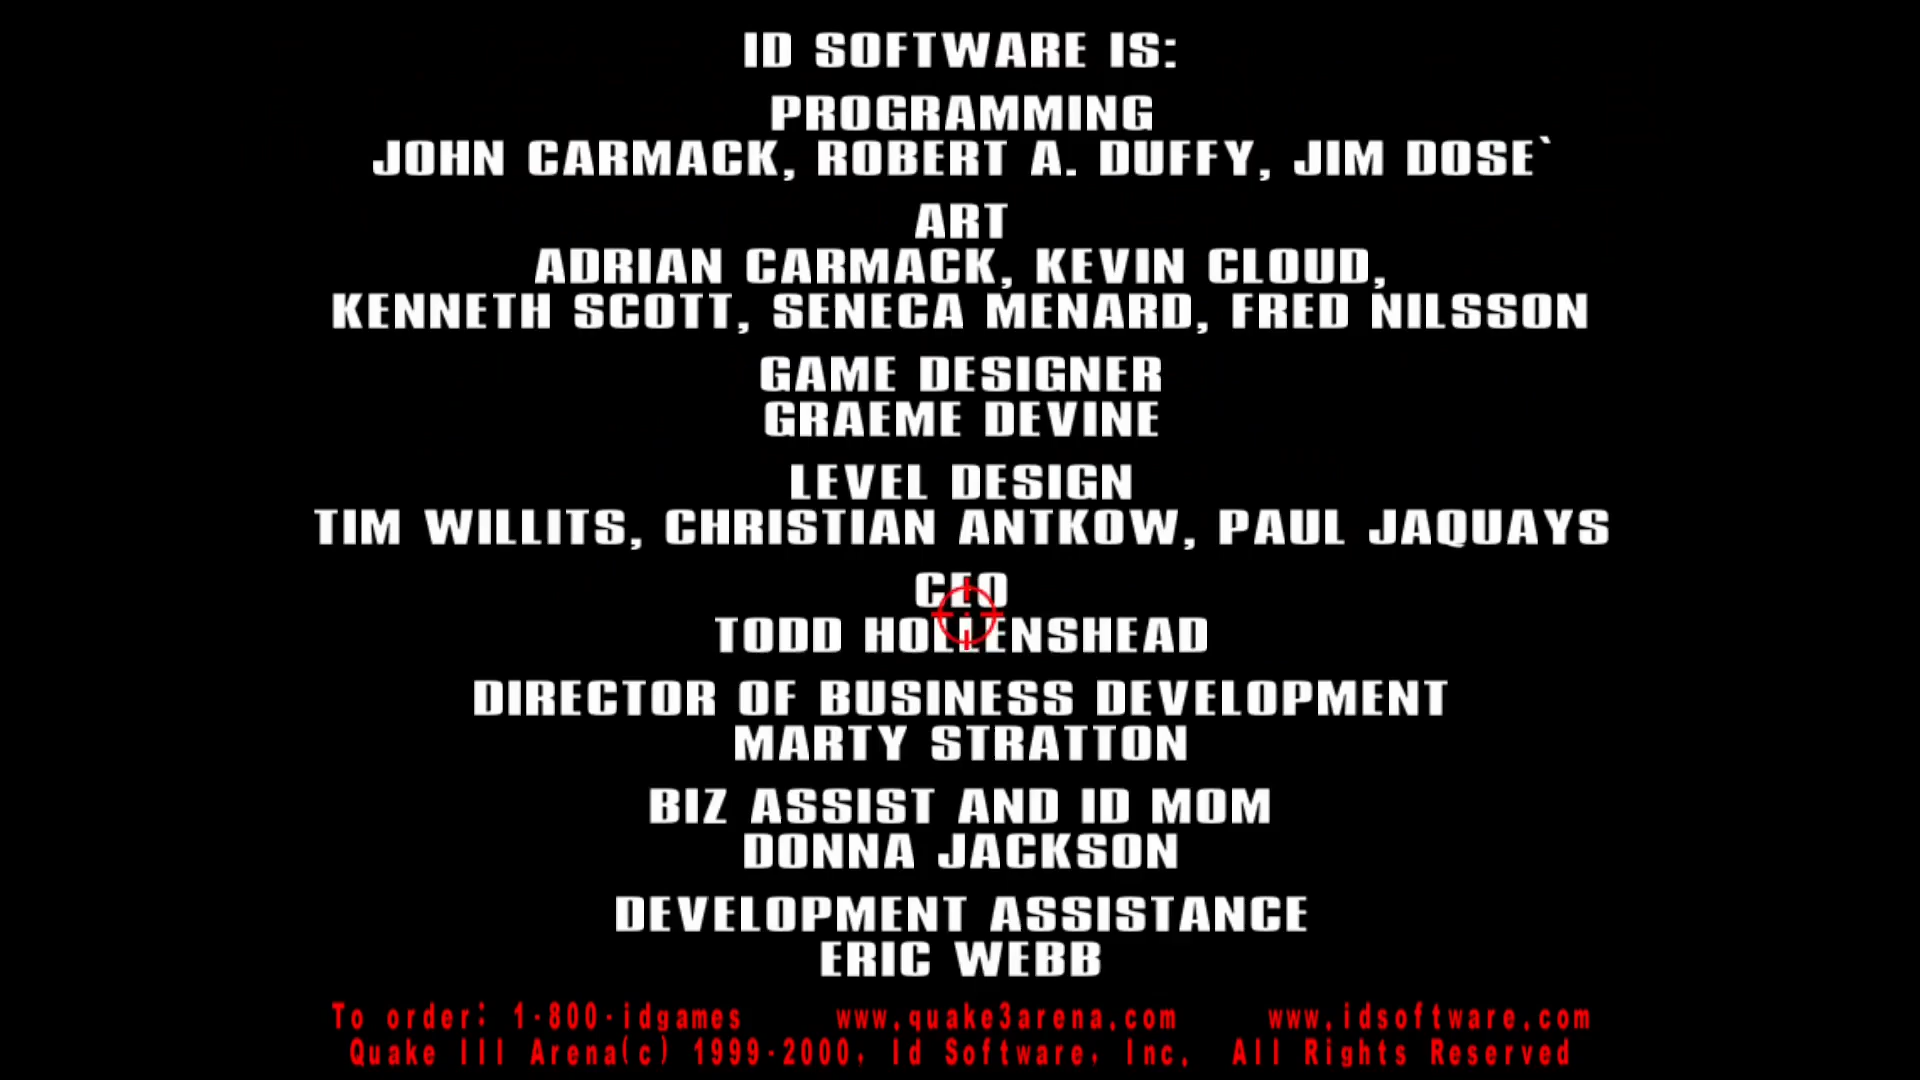 ID SOFTWARE IS:
PROGRAMMING
JOHN CARMACK, ROBERT A. DUFFY, JIM DOSE`
ART
ADRIAN CARMACK, KEVIN CLOUD,
KENNETH SCOTT, SENECA MENARD, FRED NILSSON
GAME DESIGNER
GRAEME DEVINE
LEVEL DESIGN
TIM WILLITS, CHRISTIAN ANTKOW, PAUL JAQUAYS
CEO
TODD HOLLENSHEAD
DIRECTOR OF BUSINESS DEVELOPMENT
MARTY STRATTON
BIZ ASSIST AND ID MOM
DONNA JACKSON
DEVELOPMENT ASSISTANCE
ERIC WEBB
To order: 1-800-idgames www.quake3arena.com www.idsoftware.com
Quake III Arena(c) 1999-2000, Id Software, Inc. All Rights Reserved